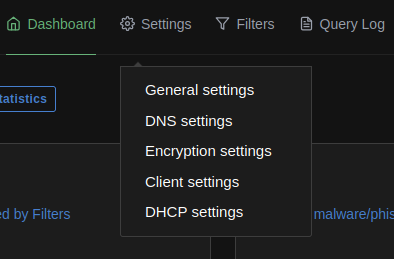 Dashboard Settings Filters Query Log
General settings
tatistics
DNS settings
Encryption settings
Client settings
DHCP settings
ed by Filters malware/phis